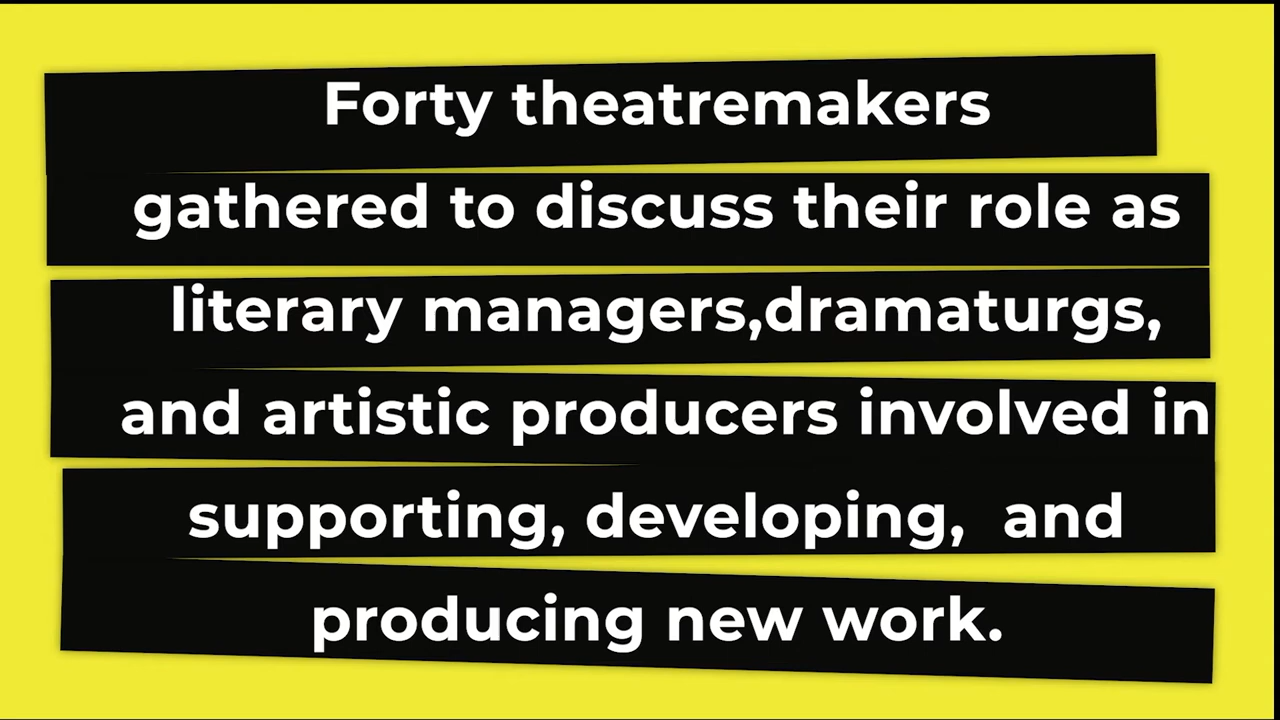 Forty theatremakers
gathered to discuss their role as
literary managers,dramaturgs,
and artistic producers involved in
supporting, developing,  and
producing new work.